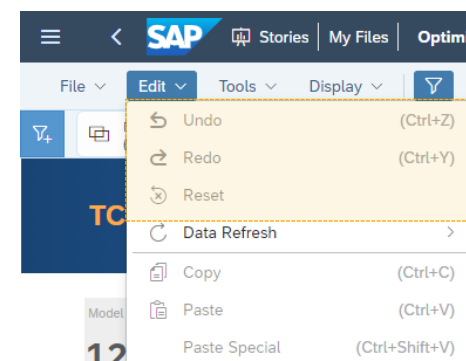 SAP Stories My Files Optim
File Edit Tools Display
Undo (Ctrl+Z)
Redo (Ctrl+Y)
Reset
TC
Data Refresh
Copy (Ctrl+C)
Model Paste (Ctrl+V)
12 Paste Special (Ctrl+Shift+V)